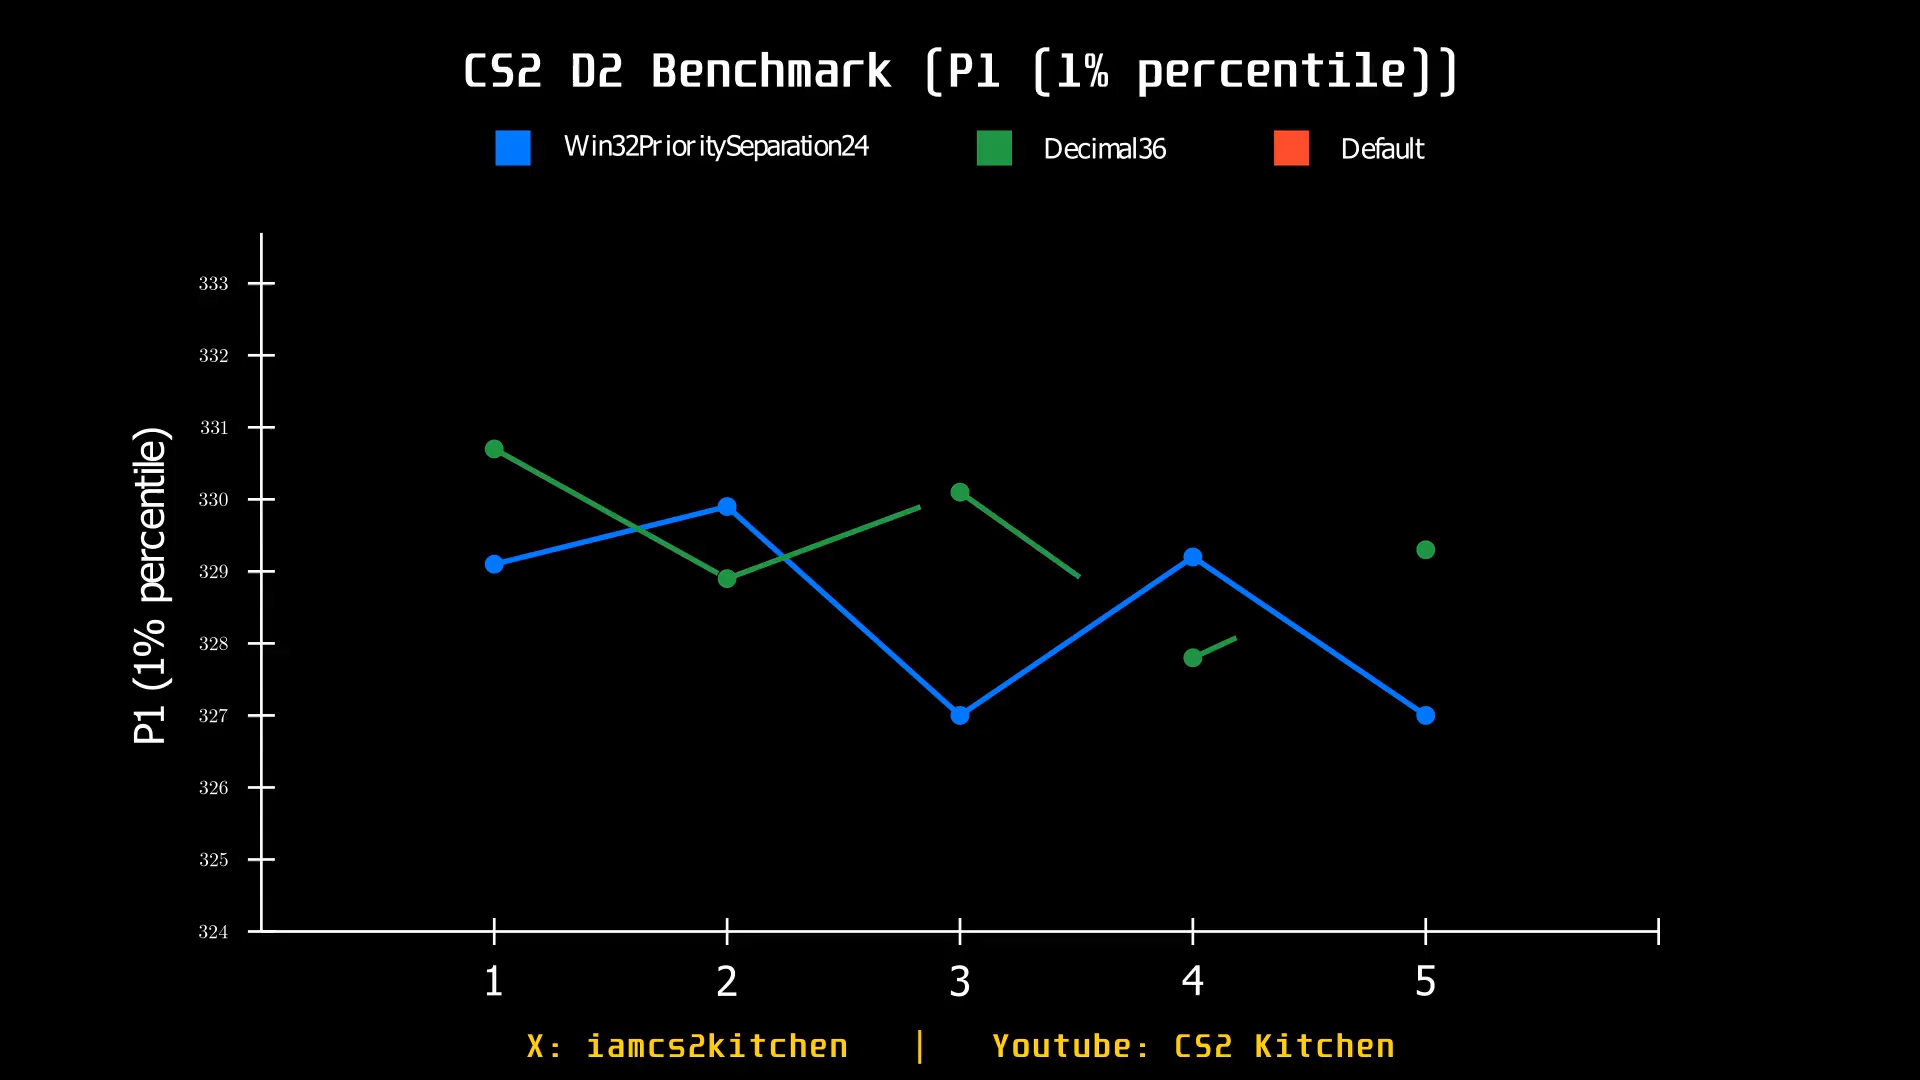 CS2 D2 Benchmark (P1 (1% percentile))
Win32PrioritySeparation24 Decimal36 Default
P1 (1% percentile)
333
332
331
330
329
328
327
326
325
324
1 2 3 4 5
X: iamcs2kitchen | Youtube: CS2 Kitchen